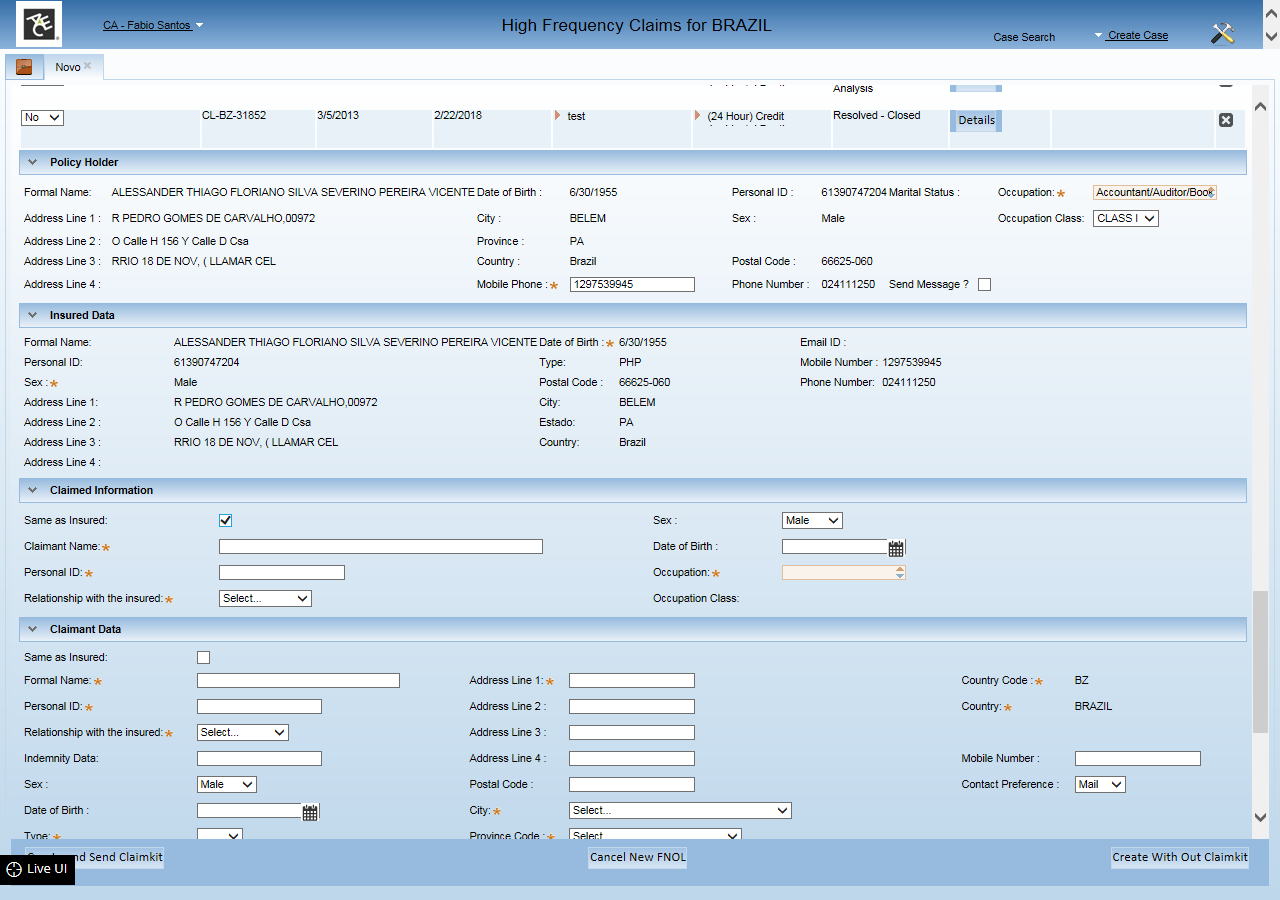 ACE
CA - Fabio Santos
High Frequency Claims for BRAZIL
Case Search
Create Case
Novo
Analysis
No
CL-BZ-31852
3/5/2013
2/22/2018
test
(24 Hour) Credit
Resolved - Closed
Details
Policy Holder
Formal Name: ALESSANDER THIAGO FLORIANO SILVA SEVERINO PEREIRA VICENTE Date of Birth : 6/30/1955 Personal ID : 61390747204 Marital Status : Occupation: * Accountant/Auditor/Book
Address Line 1 : R PEDRO GOMES DE CARVALHO,00972 City : BELEM Sex : Male Occupation Class: CLASS I
Address Line 2 : O Calle H 156 Y Calle D Csa Province : PA
Address Line 3 : RRIO 18 DE NOV, ( LLAMAR CEL Country : Brazil Postal Code : 66625-060
Address Line 4 : Mobile Phone : * 1297539945 Phone Number : 024111250 Send Message ?
Insured Data
Formal Name: ALESSANDER THIAGO FLORIANO SILVA SEVERINO PEREIRA VICENTE Date of Birth : * 6/30/1955 Email ID :
Personal ID: 61390747204 Type: PHP Mobile Number : 1297539945
Sex : * Male Postal Code : 66625-060 Phone Number: 024111250
Address Line 1: R PEDRO GOMES DE CARVALHO,00972 City: BELEM
Address Line 2 : O Calle H 156 Y Calle D Csa Estado: PA
Address Line 3 : RRIO 18 DE NOV, ( LLAMAR CEL Country: Brazil
Address Line 4 :
Claimed Information
Same as Insured: Sex : Male
Claimant Name: * Date of Birth :
Personal ID: * Occupation: *
Relationship with the insured: * Select... Occupation Class:
Claimant Data
Same as Insured:
Formal Name: * Address Line 1: * Country Code : * BZ
Personal ID: * Address Line 2 : Country: * BRAZIL
Relationship with the insured: * Select... Address Line 3 :
Indemnity Data: Address Line 4 : Mobile Number :
Sex : Male Postal Code : Contact Preference : Mail
Date of Birth : City: * Select...
Type: * Province Code : * Select
nd Send Claimkit
Cancel New FNOL
Create With Out Claimkit
Live UI